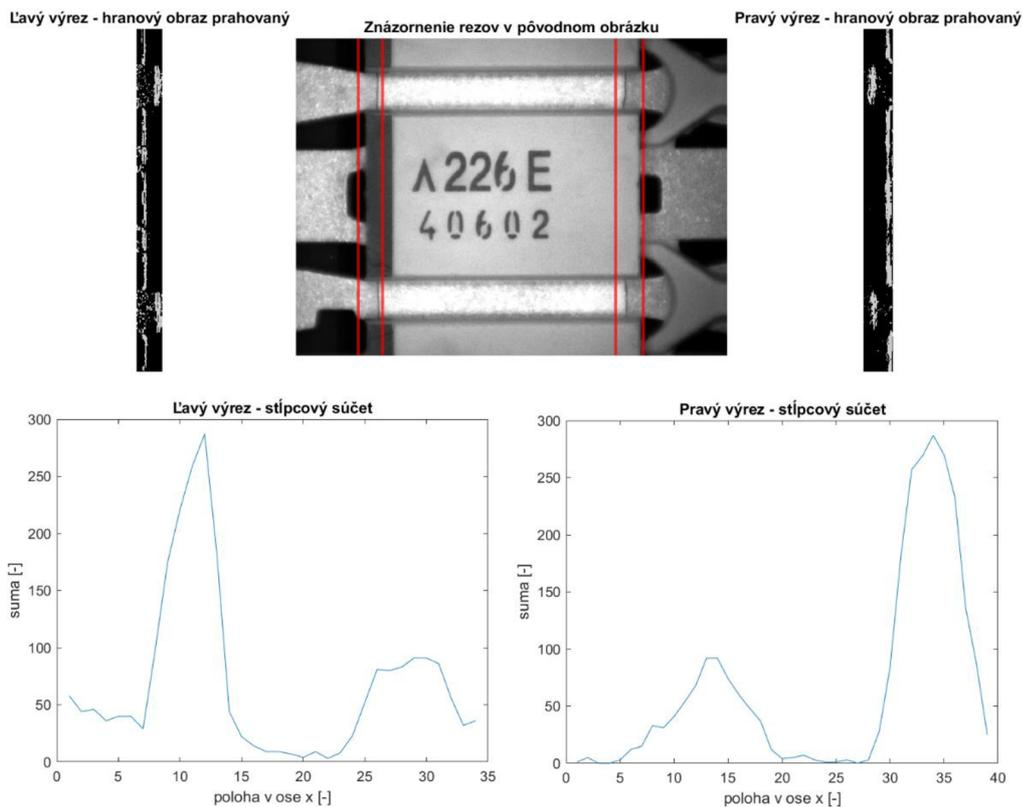 Ľavý výrez - hranový obraz prahovaný
Znázornenie rezov v pôvodnom obrázku
Pravý výrez - hranový obraz prahovaný
Λ226E
40602
Ľavý výrez - stĺpcový súčet
300
250
200
150
100
50
0
0 5 10 15 20 25 30 35
suma [-]
poloha v ose x [-]
Pravý výrez - stĺpcový súčet
300
250
200
150
100
50
0
0 5 10 15 20 25 30 35 40
suma [-]
poloha v ose x [-]